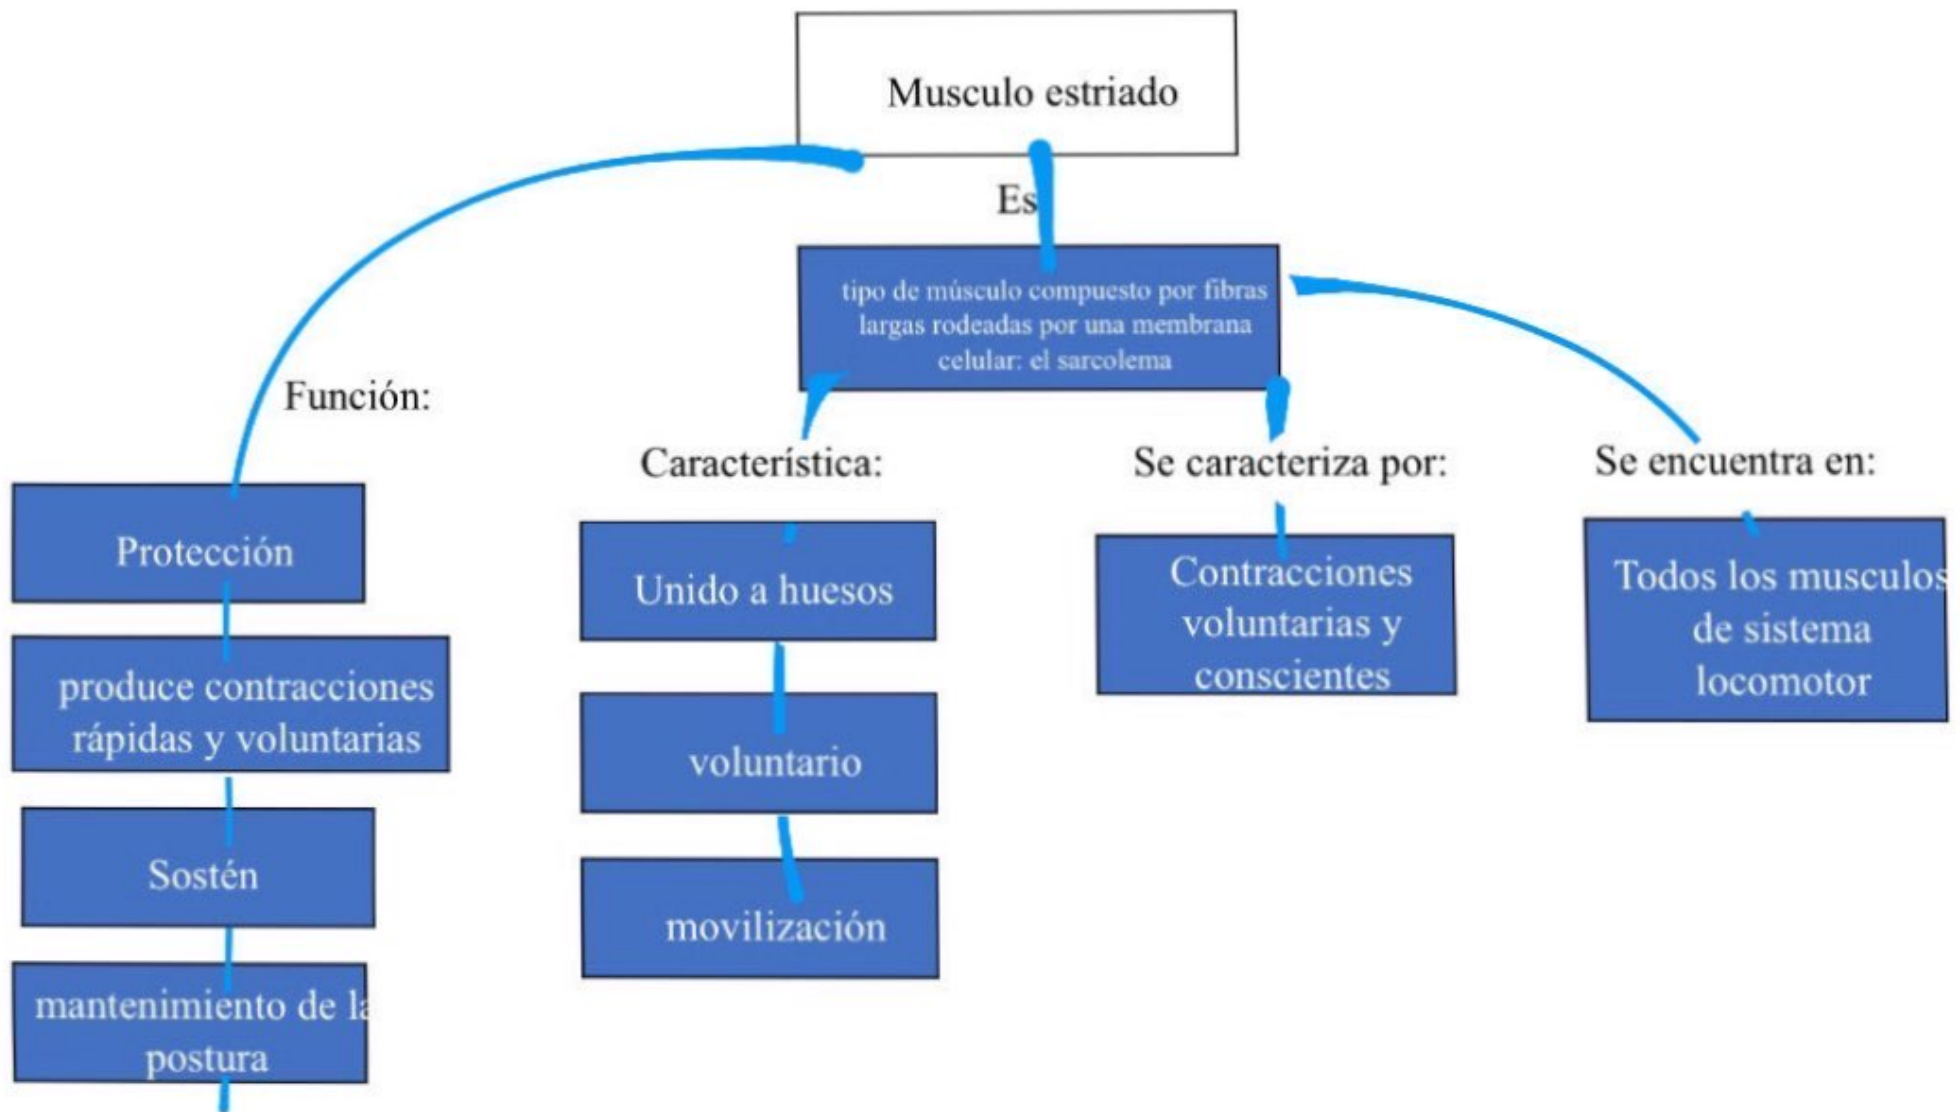 Musculo estriado
Es
tipo de músculo compuesto por fibras
largas rodeadas por una membrana
celular: el sarcolema
Función:
Protección
produce contracciones
rápidas y voluntarias
Sostén
mantenimiento de la
postura
Característica:
Unido a huesos
voluntario
movilización
Se caracteriza por:
Contracciones
voluntarias y
conscientes
Se encuentra en:
Todos los musculos
de sistema
locomotor